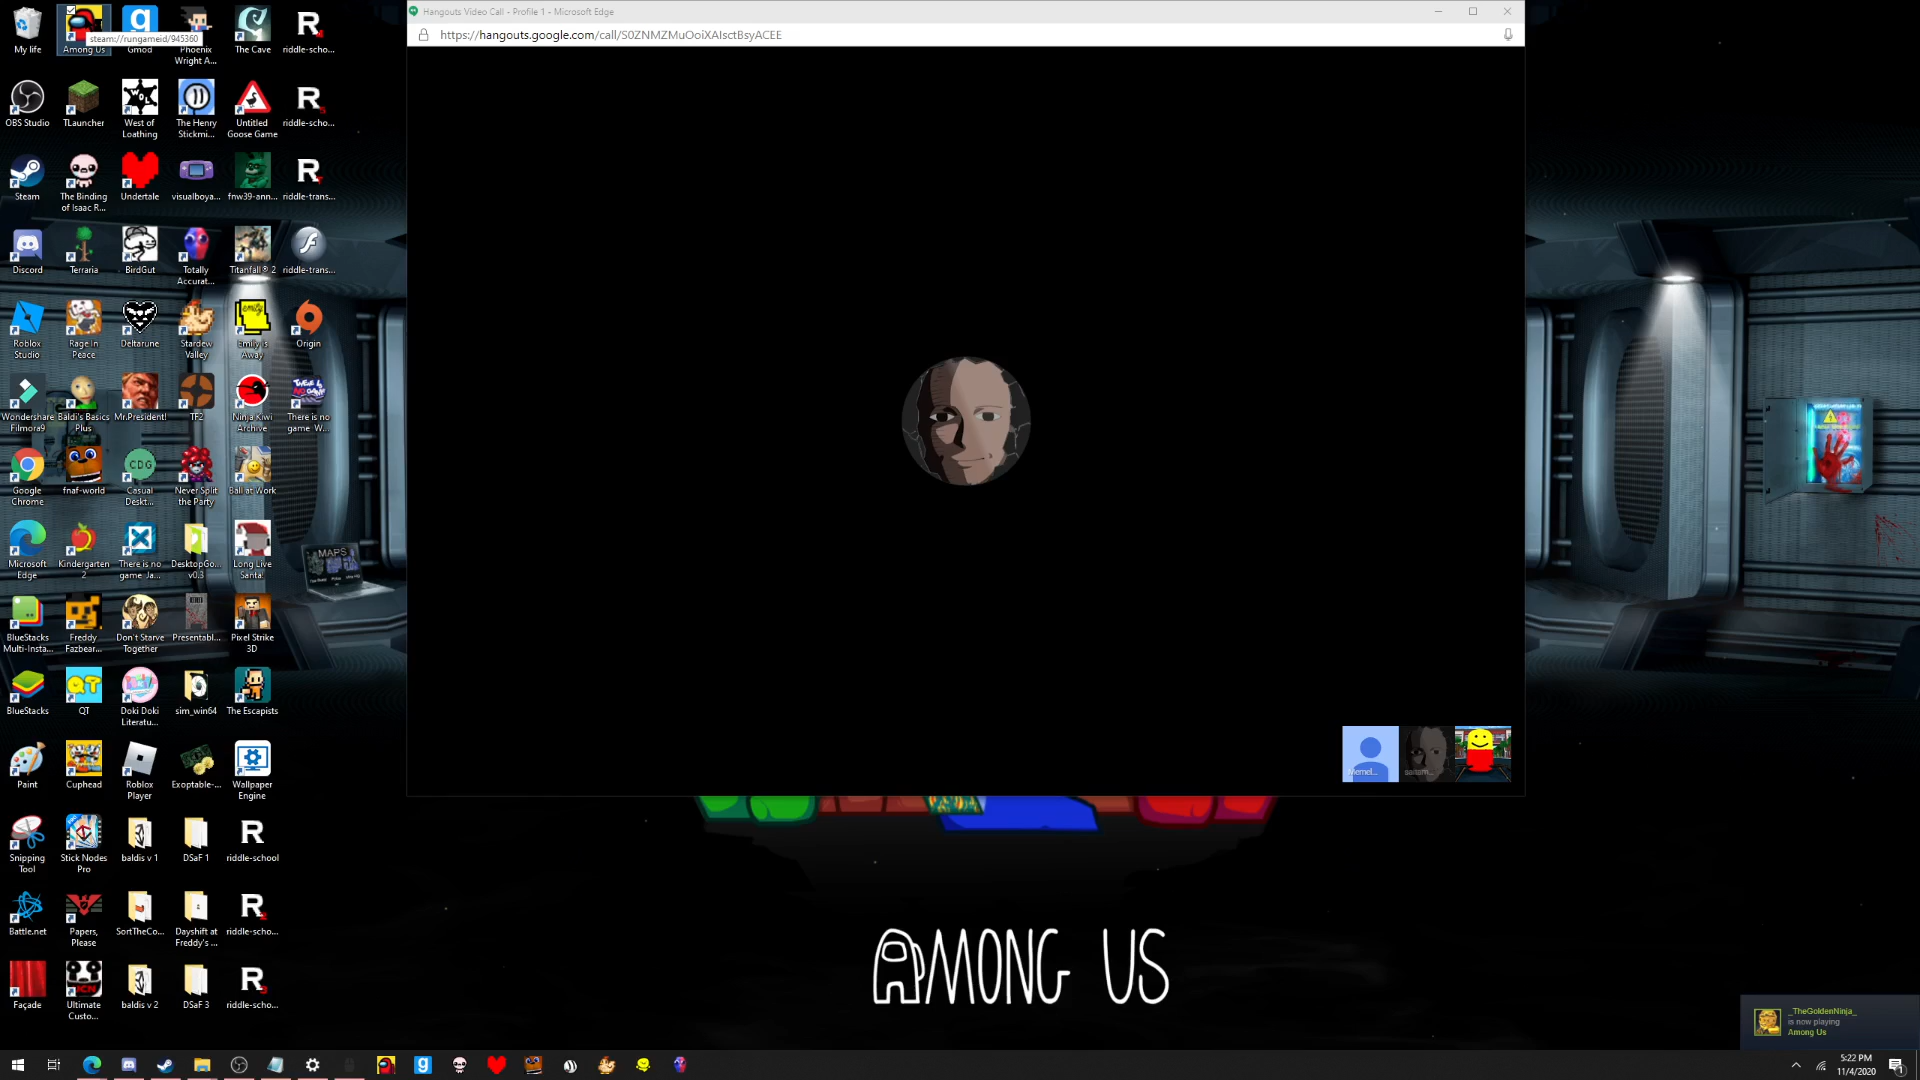 Hangouts Video Call - Profile 1 - Microsoft Edge
https://hangouts.google.com/call/S0ZNMZMuOoiXAIsctBsyACEE
My life
Among Us
steam://rungameid/945360
Gmod
Phoenix
Wright A...
The Cave
riddle-scho...
OBS Studio
TLauncher
WOL
West of
Loathing
The Henry
Stickmi...
Untitled
Goose Game
riddle-scho...
Steam
The Binding
of Isaac R...
Undertale
visualboya...
fnw39-ann...
riddle-trans...
Discord
Terraria
BirdGut
Totally
Accurat...
Titanfall® 2
riddle-trans...
Roblox
Studio
Rage In
Peace
Deltarune
Stardew
Valley
emily
Emily is
Away
Origin
Wondershare
Filmora9
Baldi's Basics
Plus
Mr.President!
TF2
Ninja Kiwi
Archive
There is no
game W...
Google
Chrome
fnaf-world
CDG
Casual
Deskt...
Never Split
the Party
Ball at Work
Microsoft
Edge
Kindergarten
2
There is no
game Ja...
DesktopGo...
v0.3
Long Live
Santa!
MAPS
BlueStacks
Multi-Insta...
Freddy
Fazbear...
Don't Starve
Together
Presentabl...
Pixel Strike
3D
BlueStacks
QT
QT
Doki Doki
Literatu...
sim_win64
The Escapists
Paint
Cuphead
Roblox
Player
Exoptable-...
Wallpaper
Engine
Snipping
Tool
Stick Nodes
Pro
baldis v 1
DSaF 1
riddle-school
Battle.net
Papers,
Please
SortTheCo...
Dayshift at
Freddy's ...
riddle-scho...
Façade
UCN
Ultimate
Custo...
baldis v 2
DSaF 3
riddle-scho...
Memel...
AMONG US
_TheGoldenNinja_
is now playing
Among Us
5:22 PM
11/4/2020